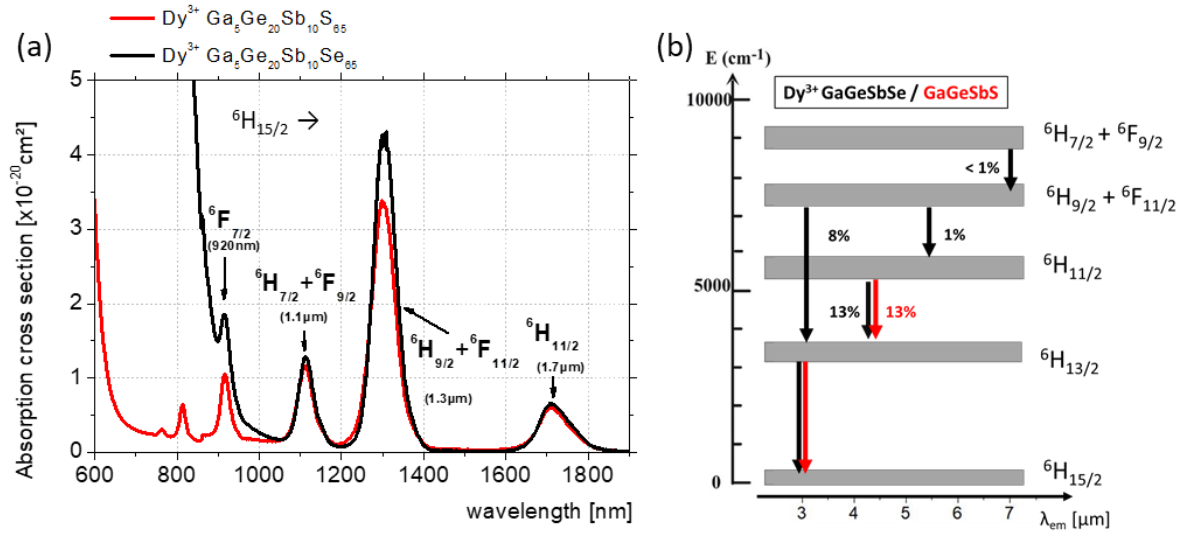 Dy³⁺ Ga₅Ge₂₀Sb₁₀S₆₅
(a)
Dy³⁺ Ga₅Ge₂₀Sb₁₀Se₆₅
Absorption cross section [x10⁻²⁰cm²]
5
4
3
2
1
0
⁶H₁₅/₂ →
⁶F₇/₂
(920nm)
⁶H₇/₂ + ⁶F₉/₂
(1.1µm)
⁶H₉/₂ + ⁶F₁₁/₂
(1.3µm)
⁶H₁₁/₂
(1.7µm)
600 800 1000 1200 1400 1600 1800
wavelength [nm]
(b)
E (cm⁻¹)
10000
5000
0
Dy³⁺ GaGeSbSe / GaGeSbS
⁶H₇/₂ + ⁶F₉/₂
< 1%
⁶H₉/₂ + ⁶F₁₁/₂
8%
1%
⁶H₁₁/₂
13% 13%
⁶H₁₃/₂
⁶H₁₅/₂
3 4 5 6 7
λem [µm]